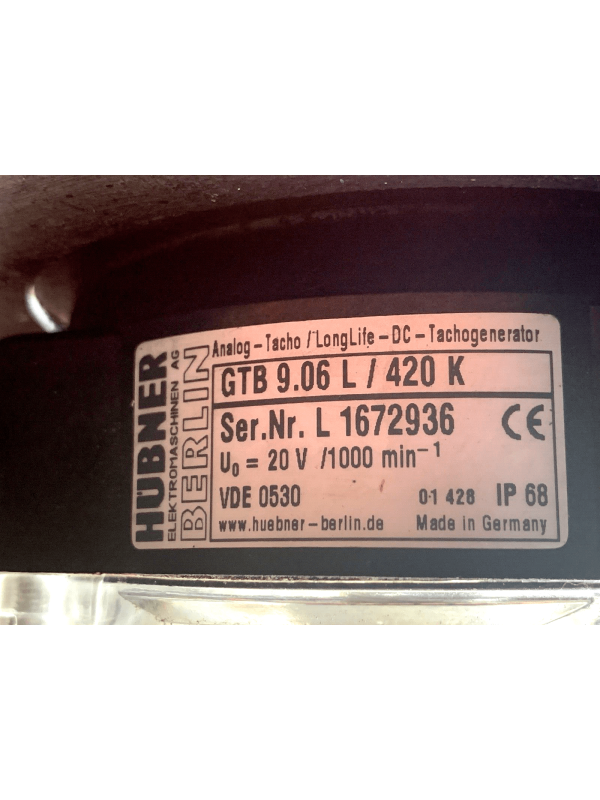 HÜBNER
ELEKTROMASCHINEN AG
BERLIN
Analog-Tacho / LongLife-DC-Tachogenerator
GTB 9.06 L / 420 K
Ser.Nr. L 1672936 CE
U₀ = 20 V /1000 min⁻¹
VDE 0530 01 428 IP 68
www.huebner-berlin.de Made in Germany